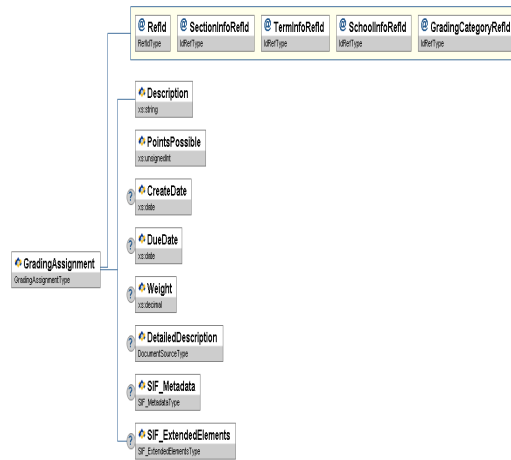 @ RefId @ SectionInfoRefId @ TermInfoRefId @ SchoolInfoRefId @ GradingCategoryRefId
RefIdType IdRefType IdRefType IdRefType IdRefType
Description
xs:string
PointsPossible
xs:unsignedInt
? CreateDate
xs:date
? DueDate
xs:date
GradingAssignment
GradingAssignmentType
? Weight
xs:decimal
? DetailedDescription
DocumentSourceType
? SIF_Metadata
SIF_MetadataType
? SIF_ExtendedElements
SIF_ExtendedElementsType